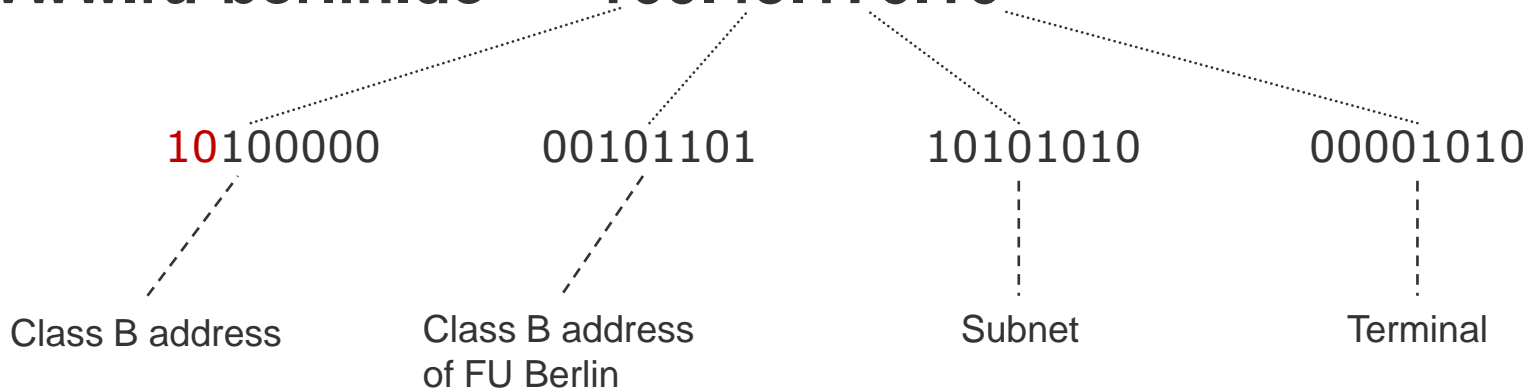 10100000 00101101 10101010 00001010
Class B address Class B address Subnet Terminal
of FU Berlin